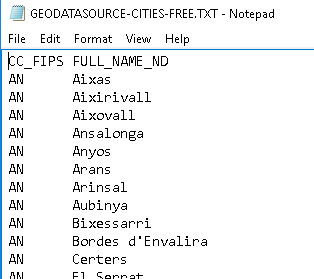 GEODATASOURCE-CITIES-FREE.TXT - Notepad
File Edit Format View Help
CC_FIPS FULL_NAME_ND
AN Aixas
AN Aixirivall
AN Aixovall
AN Ansalonga
AN Anyos
AN Arans
AN Arinsal
AN Aubinya
AN Bixessarri
AN Bordes d'Envalira
AN Certers
AN El Serrat